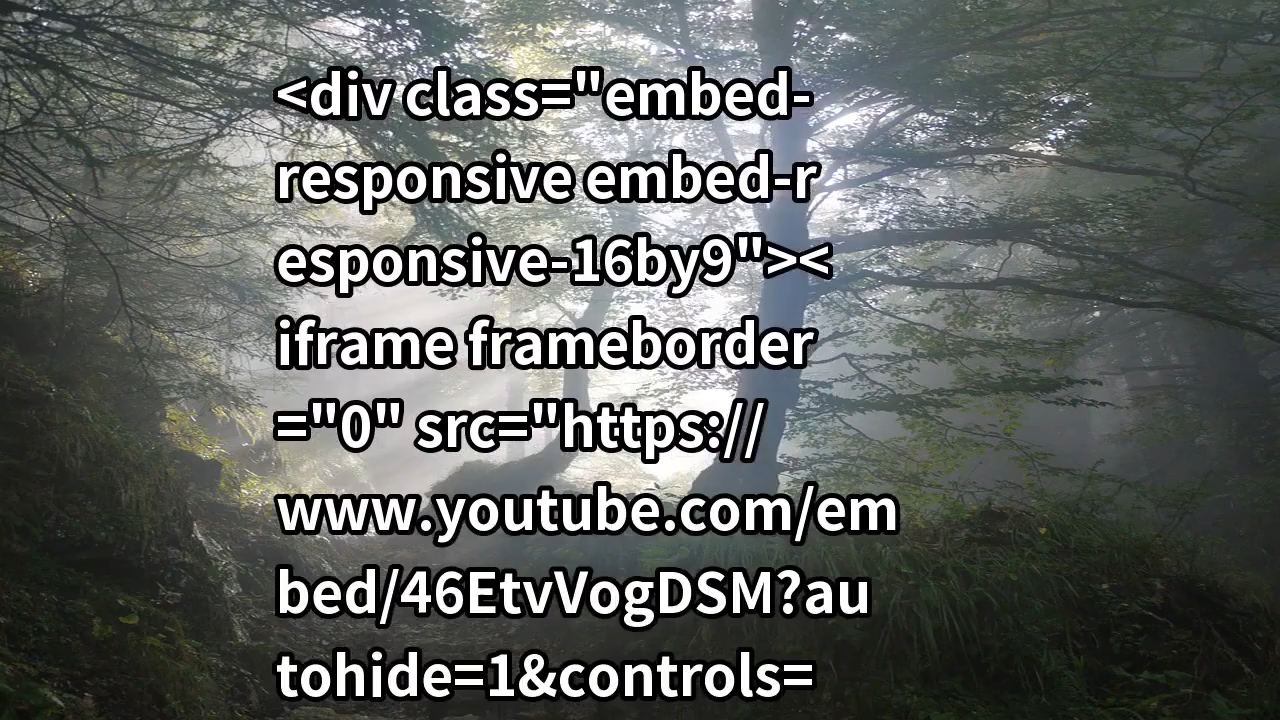 <div class="embed-
responsive embed-r
esponsive-16by9"><
iframe frameborder
="0" src="https://
www.youtube.com/em
bed/46EtvVogDSM?au
tohide=1&controls=